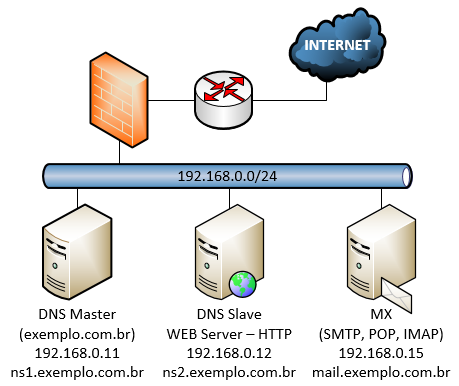 INTERNET
192.168.0.0/24
DNS Master
(exemplo.com.br)
192.168.0.11
ns1.exemplo.com.br
DNS Slave
WEB Server – HTTP
192.168.0.12
ns2.exemplo.com.br
MX
(SMTP, POP, IMAP)
192.168.0.15
mail.exemplo.com.br